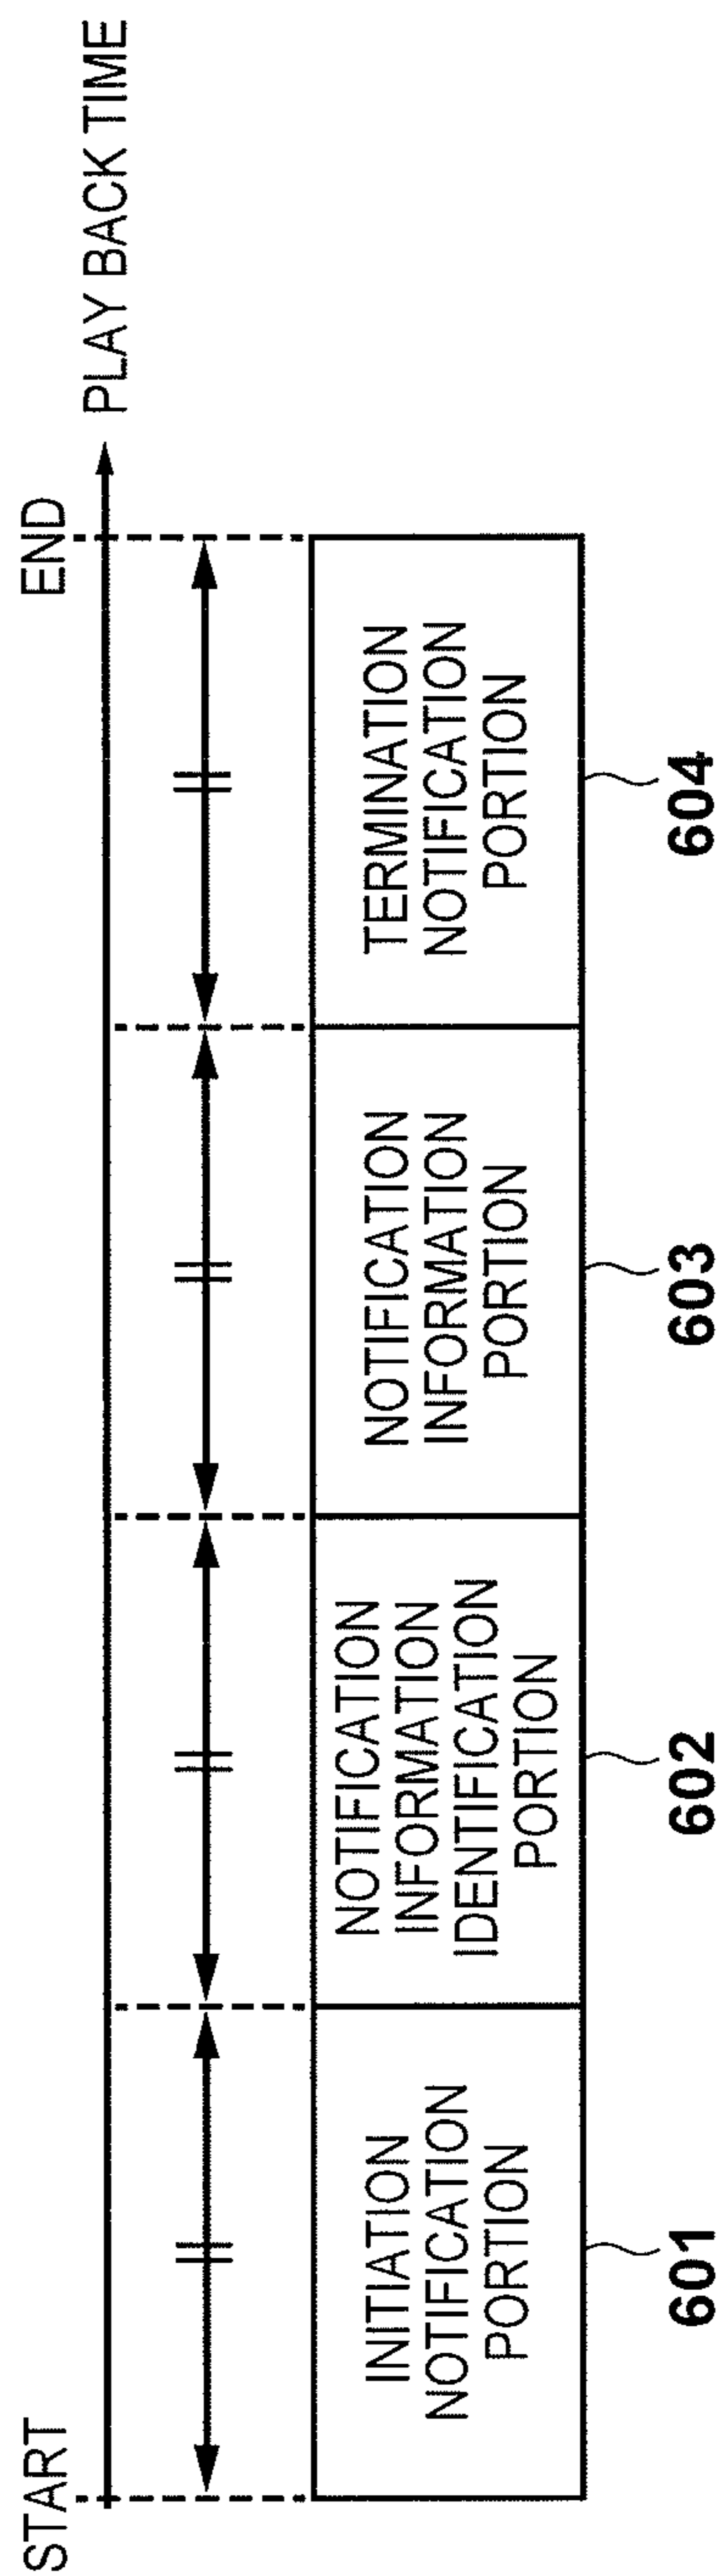 START
END
PLAY BACK TIME
INITIATION
NOTIFICATION
PORTION
NOTIFICATION
INFORMATION
IDENTIFICATION
PORTION
NOTIFICATION
INFORMATION
PORTION
TERMINATION
NOTIFICATION
PORTION
601
602
603
604